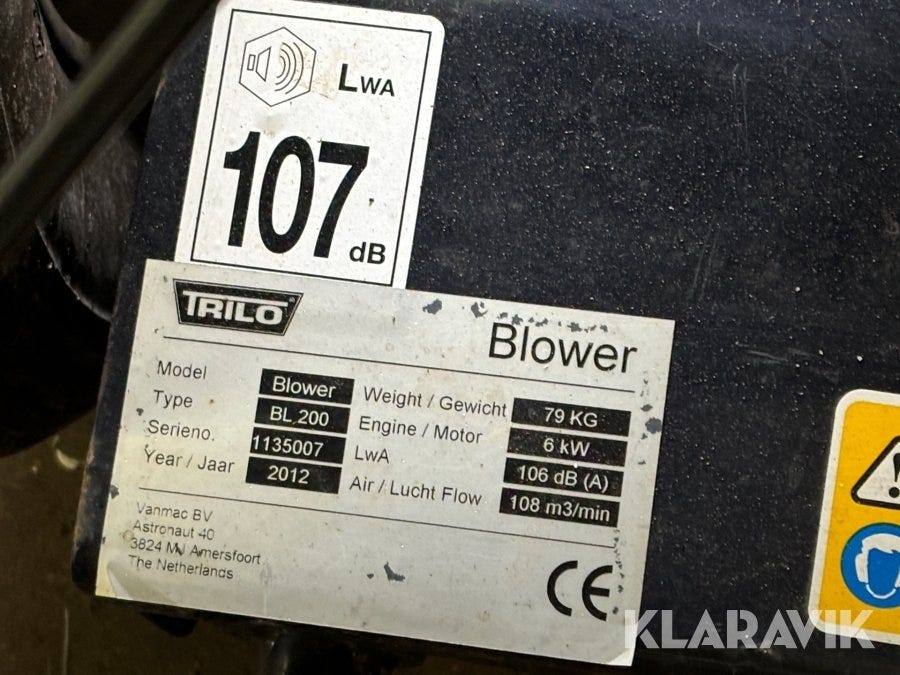 LWA
107
dB
TRILO®
Blower
Model Blower
Type BL 200
Serieno. 1135007
Year / Jaar 2012
Weight / Gewicht 79 KG
Engine / Motor 6 kW
LwA 106 dB (A)
Air / Lucht Flow 108 m3/min
Vanmac BV
Astronaut 40
3824 MJ Amersfoort
The Netherlands
CE
KLARAVIK